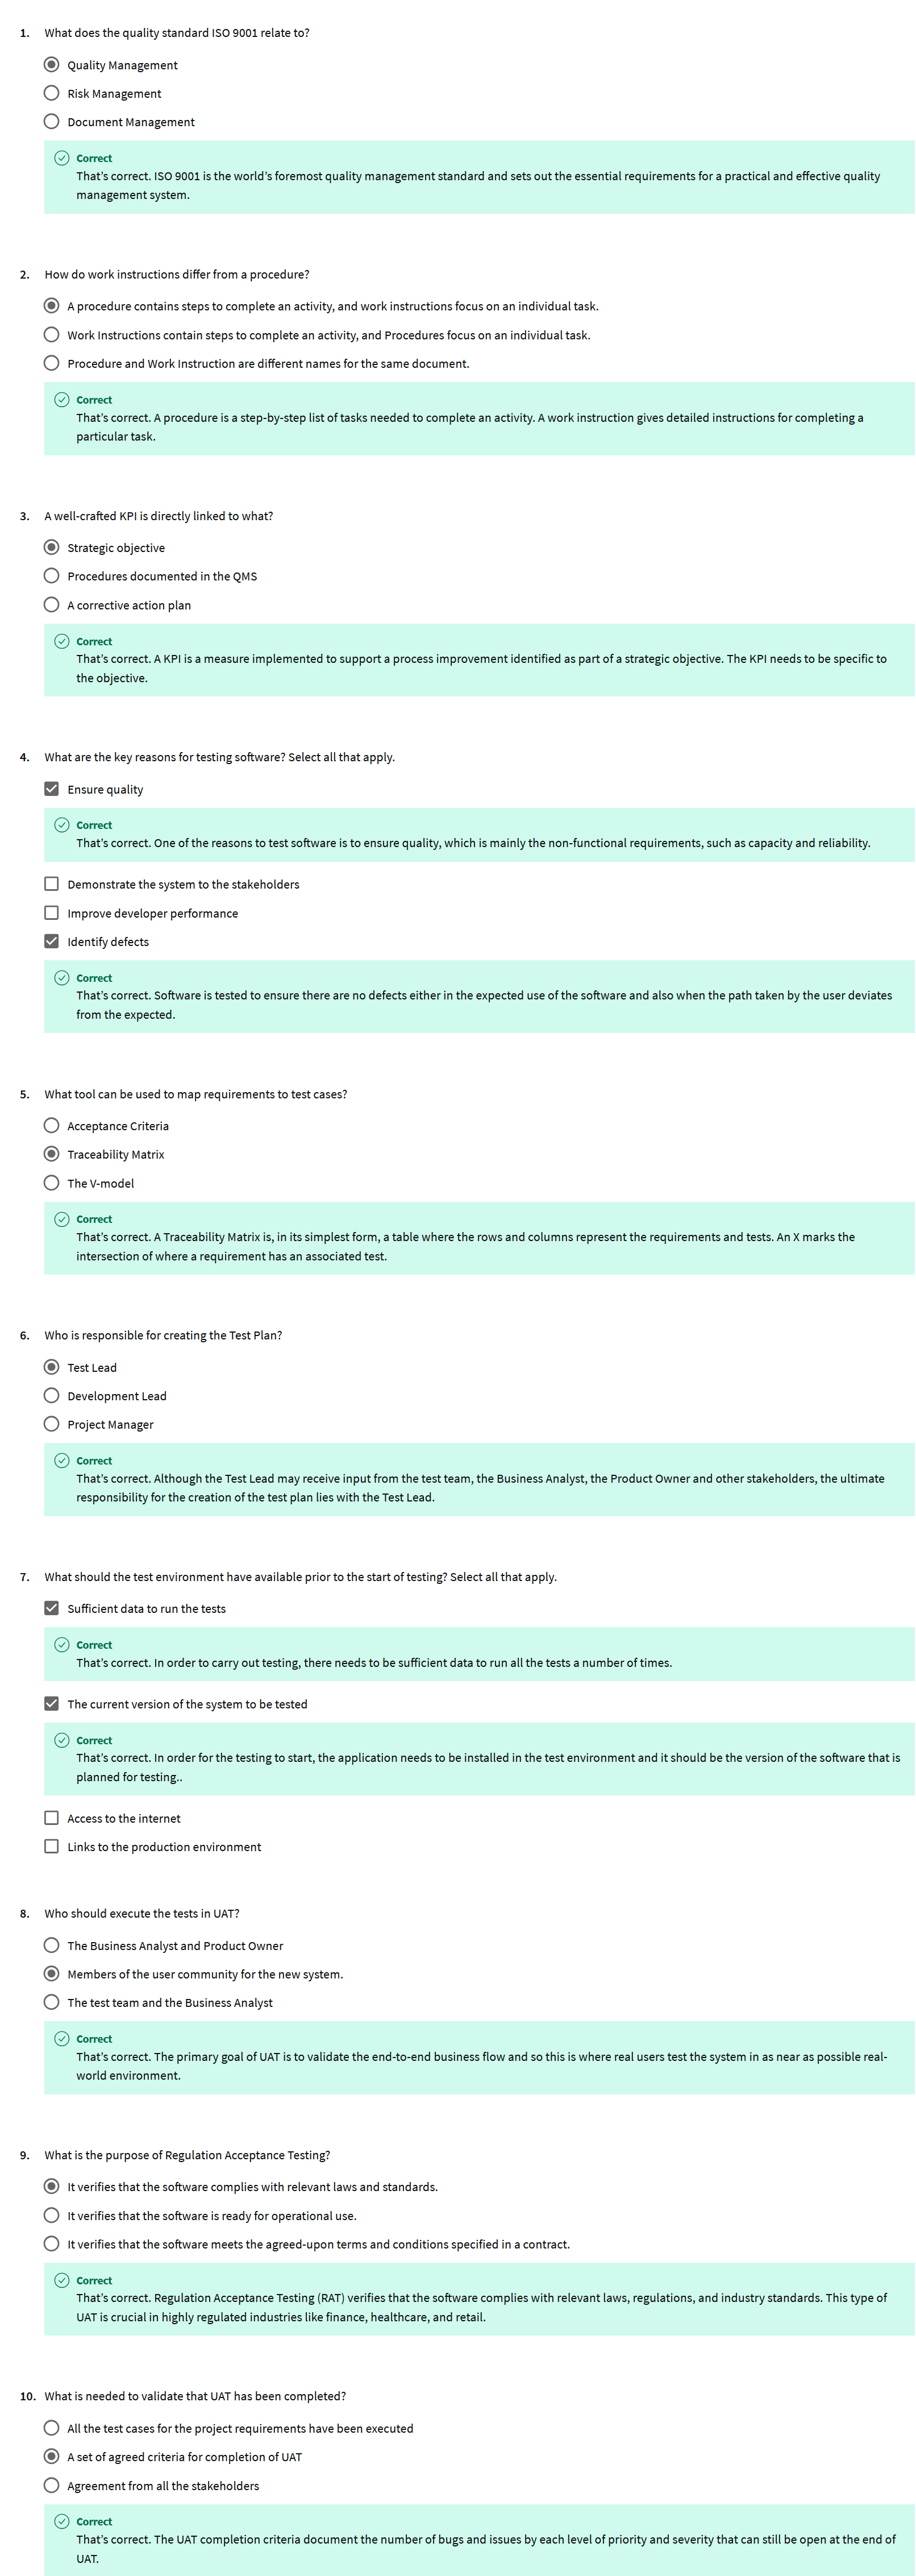 1. What does the quality standard ISO 9001 relate to?
Quality Management
Risk Management
Document Management
Correct
That's correct. ISO 9001 is the world's foremost quality management standard and sets out the essential requirements for a practical and effective quality
management system.
2. How do work instructions differ from a procedure?
A procedure contains steps to complete an activity, and work instructions focus on an individual task.
Work Instructions contain steps to complete an activity, and Procedures focus on an individual task.
Procedure and Work Instruction are different names for the same document.
Correct
That's correct. A procedure is a step-by-step list of tasks needed to complete an activity. A work instruction gives detailed instructions for completing a
particular task.
3. A well-crafted KPI is directly linked to what?
Strategic objective
Procedures documented in the QMS
A corrective action plan
Correct
That's correct. A KPI is a measure implemented to support a process improvement identified as part of a strategic objective. The KPI needs to be specific to
the objective.
4. What are the key reasons for testing software? Select all that apply.
Ensure quality
Correct
That's correct. One of the reasons to test software is to ensure quality, which is mainly the non-functional requirements, such as capacity and reliability.
Demonstrate the system to the stakeholders
Improve developer performance
Identify defects
Correct
That's correct. Software is tested to ensure there are no defects either in the expected use of the software and also when the path taken by the user deviates
from the expected.
5. What tool can be used to map requirements to test cases?
Acceptance Criteria
Traceability Matrix
The V-model
Correct
That's correct. A Traceability Matrix is, in its simplest form, a table where the rows and columns represent the requirements and tests. An X marks the
intersection of where a requirement has an associated test.
6. Who is responsible for creating the Test Plan?
Test Lead
Development Lead
Project Manager
Correct
That's correct. Although the Test Lead may receive input from the test team, the Business Analyst, the Product Owner and other stakeholders, the ultimate
responsibility for the creation of the test plan lies with the Test Lead.
7. What should the test environment have available prior to the start of testing? Select all that apply.
Sufficient data to run the tests
Correct
That's correct. In order to carry out testing, there needs to be sufficient data to run all the tests a number of times.
The current version of the system to be tested
Correct
That's correct. In order for the testing to start, the application needs to be installed in the test environment and it should be the version of the software that is
planned for testing..
Access to the internet
Links to the production environment
8. Who should execute the tests in UAT?
The Business Analyst and Product Owner
Members of the user community for the new system.
The test team and the Business Analyst
Correct
That's correct. The primary goal of UAT is to validate the end-to-end business flow and so this is where real users test the system in as near as possible real-
world environment.
9. What is the purpose of Regulation Acceptance Testing?
It verifies that the software complies with relevant laws and standards.
It verifies that the software is ready for operational use.
It verifies that the software meets the agreed-upon terms and conditions specified in a contract.
Correct
That's correct. Regulation Acceptance Testing (RAT) verifies that the software complies with relevant laws, regulations, and industry standards. This type of
UAT is crucial in highly regulated industries like finance, healthcare, and retail.
10. What is needed to validate that UAT has been completed?
All the test cases for the project requirements have been executed
A set of agreed criteria for completion of UAT
Agreement from all the stakeholders
Correct
That's correct. The UAT completion criteria document the number of bugs and issues by each level of priority and severity that can still be open at the end of
UAT.